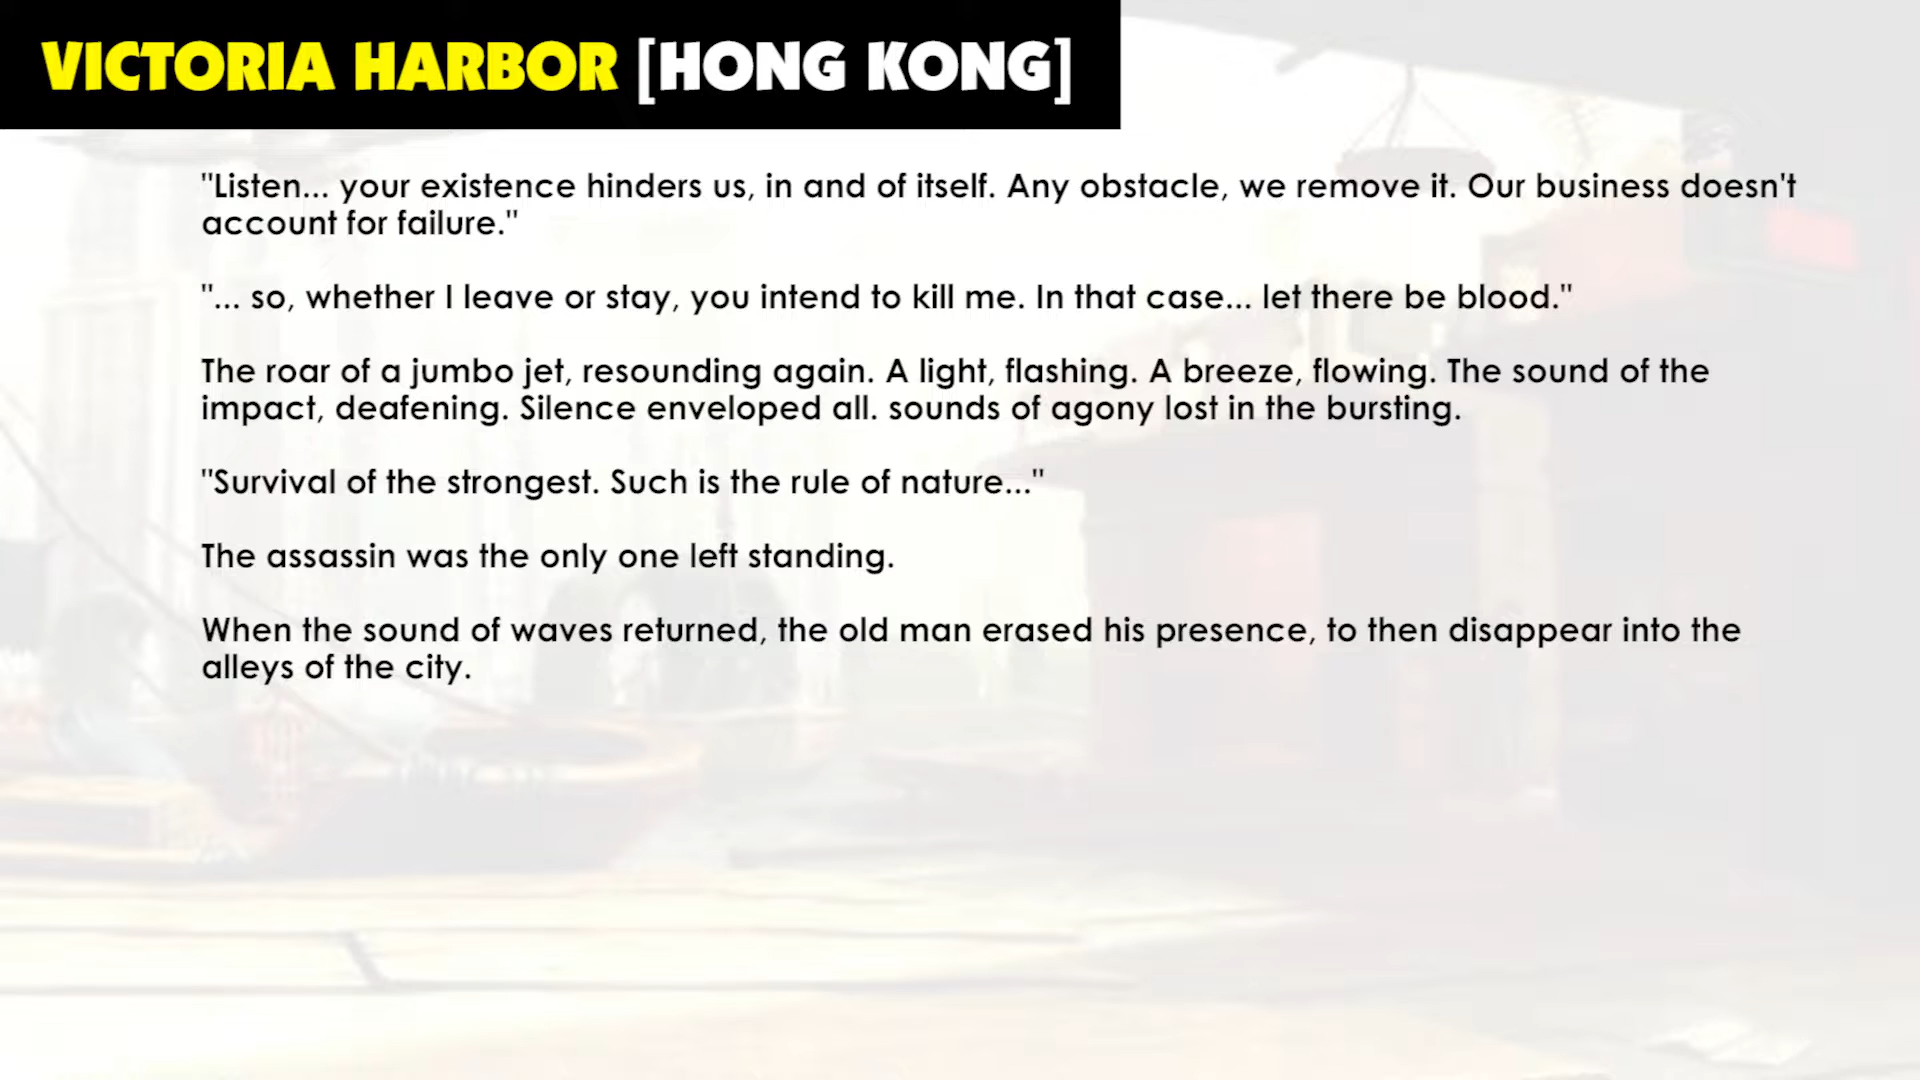 VICTORIA HARBOR [HONG KONG]
"Listen... your existence hinders us, in and of itself. Any obstacle, we remove it. Our business doesn't
account for failure."
"... so, whether I leave or stay, you intend to kill me. In that case... let there be blood."
The roar of a jumbo jet, resounding again. A light, flashing. A breeze, flowing. The sound of the
impact, deafening. Silence enveloped all. sounds of agony lost in the bursting.
"Survival of the strongest. Such is the rule of nature..."
The assassin was the only one left standing.
When the sound of waves returned, the old man erased his presence, to then disappear into the
alleys of the city.